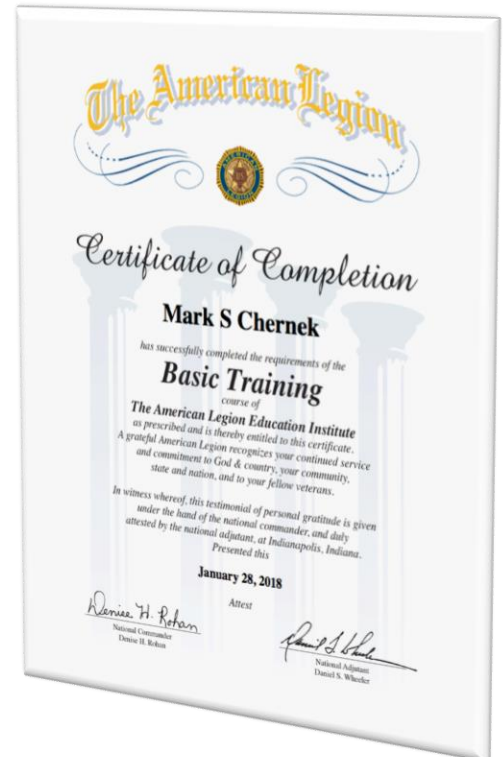 The American Legion
AMERICAN
LEGION
Certificate of Completion
Mark S Chernek
has successfully completed the requirements of the
Basic Training
course of
The American Legion Education Institute
as prescribed and is thereby entitled to this certificate.
A grateful American Legion recognizes your continued service
and commitment to God & country, your community,
state and nation, and to your fellow veterans.
In witness whereof, this testimonial of personal gratitude is given
under the hand of the national commander, and duly
attested by the national adjutant, at Indianapolis, Indiana.
Presented this
January 28, 2018
Attest
Denise H. Rohan
National Commander
Denise H. Rohan
Daniel S. Wheeler
National Adjutant
Daniel S. Wheeler